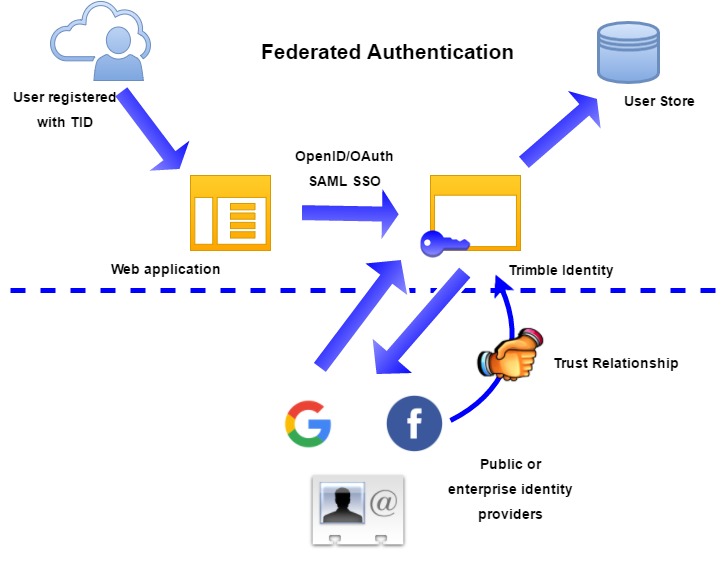 Federated Authentication
User registered
with TID
User Store
OpenID/OAuth
SAML SSO
Web application
Trimble Identity
Trust Relationship
G
f
Public or
enterprise identity
providers
@